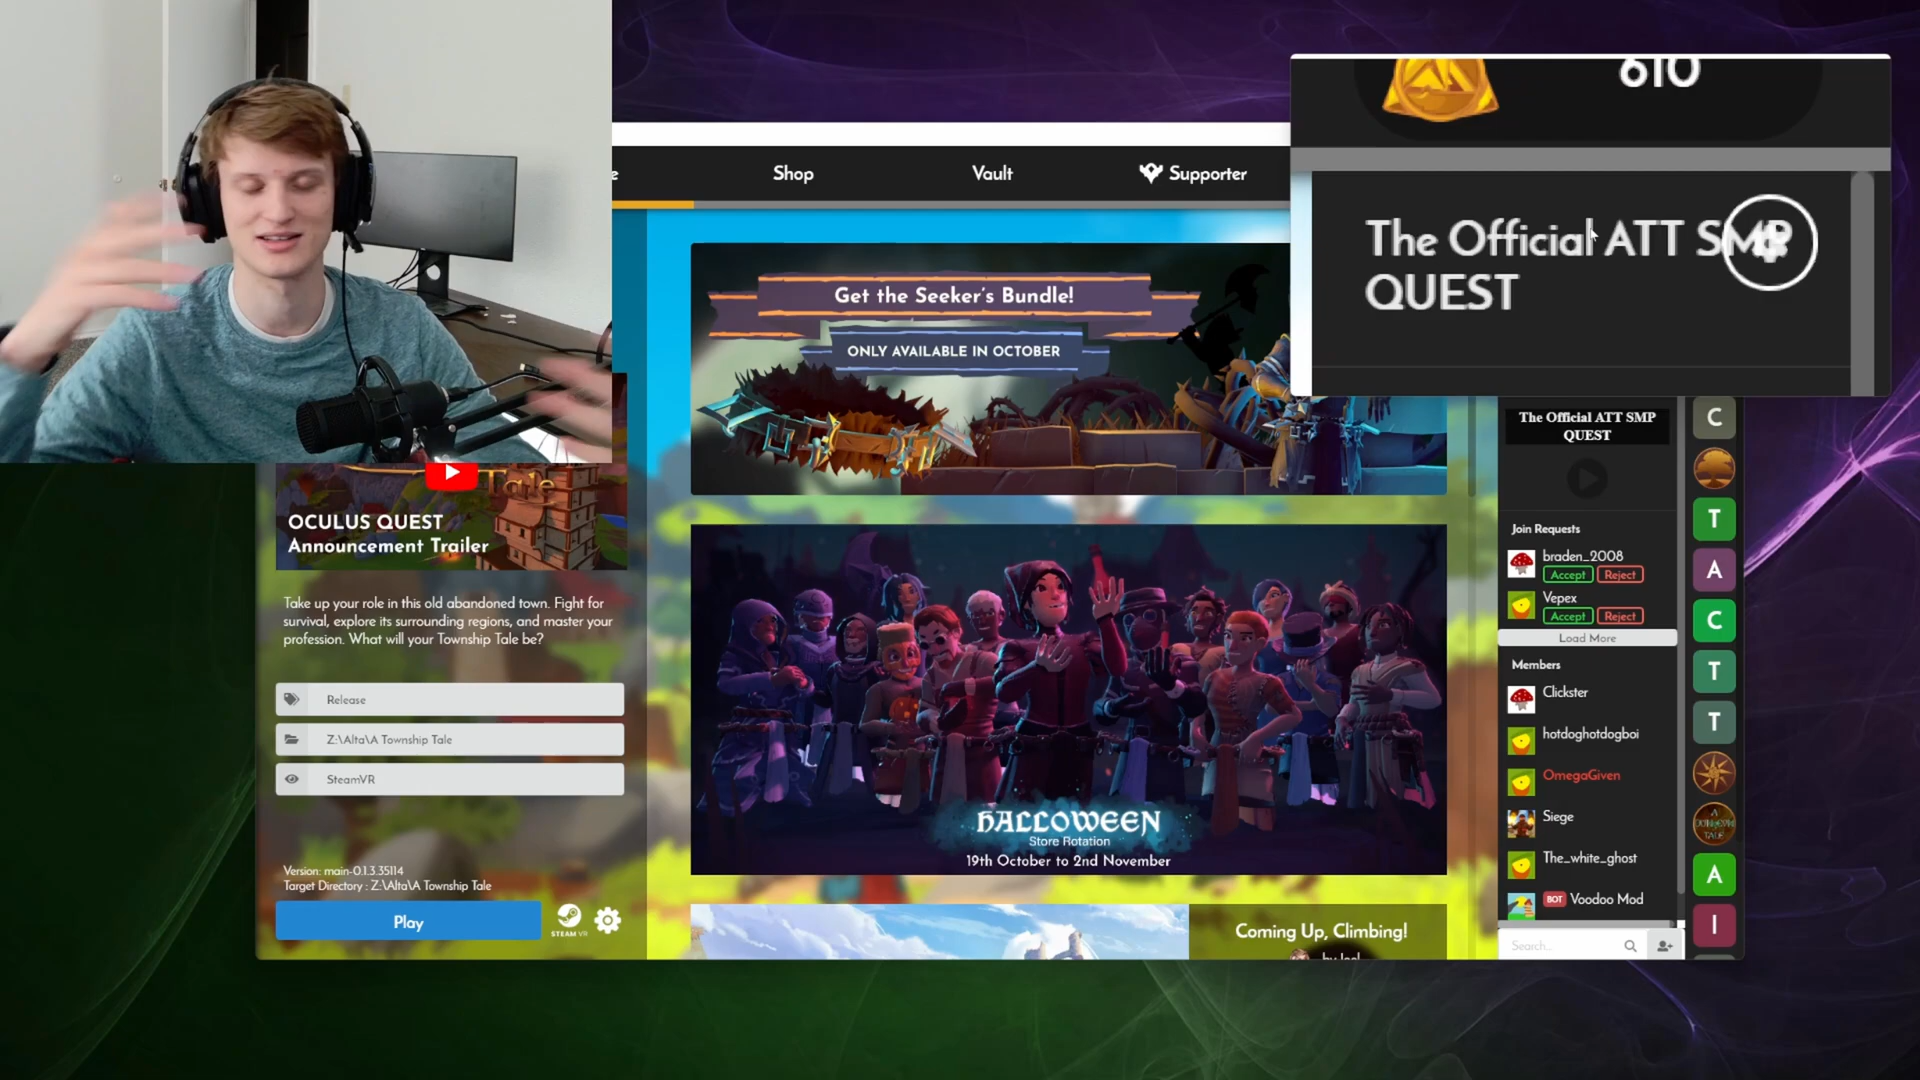 610
The Official ATT SMP
QUEST
Shop
Vault
Supporter
Get the Seeker's Bundle!
ONLY AVAILABLE IN OCTOBER
Tale
OCULUS QUEST
Announcement Trailer
Take up your role in this old abandoned town. Fight for
survival, explore its surrounding regions, and master your
profession. What will your Township Tale be?
Release
Z:\Alta\A Township Tale
SteamVR
Version: main-0.1.3.35114
Target Directory : Z:\Alta\A Township Tale
Play
STEAM VR
HALLOWEEN
Store Rotation
19th October to 2nd November
Coming Up, Climbing!
by Joel
The Official ATT SMP
QUEST
Join Requests
braden_2008
Accept Reject
Vepex
Accept Reject
Load More
Members
Clickster
hotdoghotdogboi
OmegaGiven
Siege
The_white_ghost
BOT Voodoo Mod
Search...
C
T
A
C
T
T
A
I